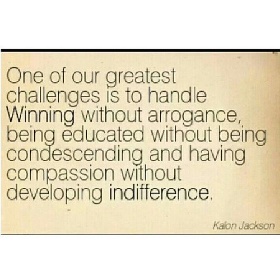 One of our greatest
challenges is to handle
Winning without arrogance,
being educated without being
condescending and having
compassion without
developing indifference.
Kalon Jackson